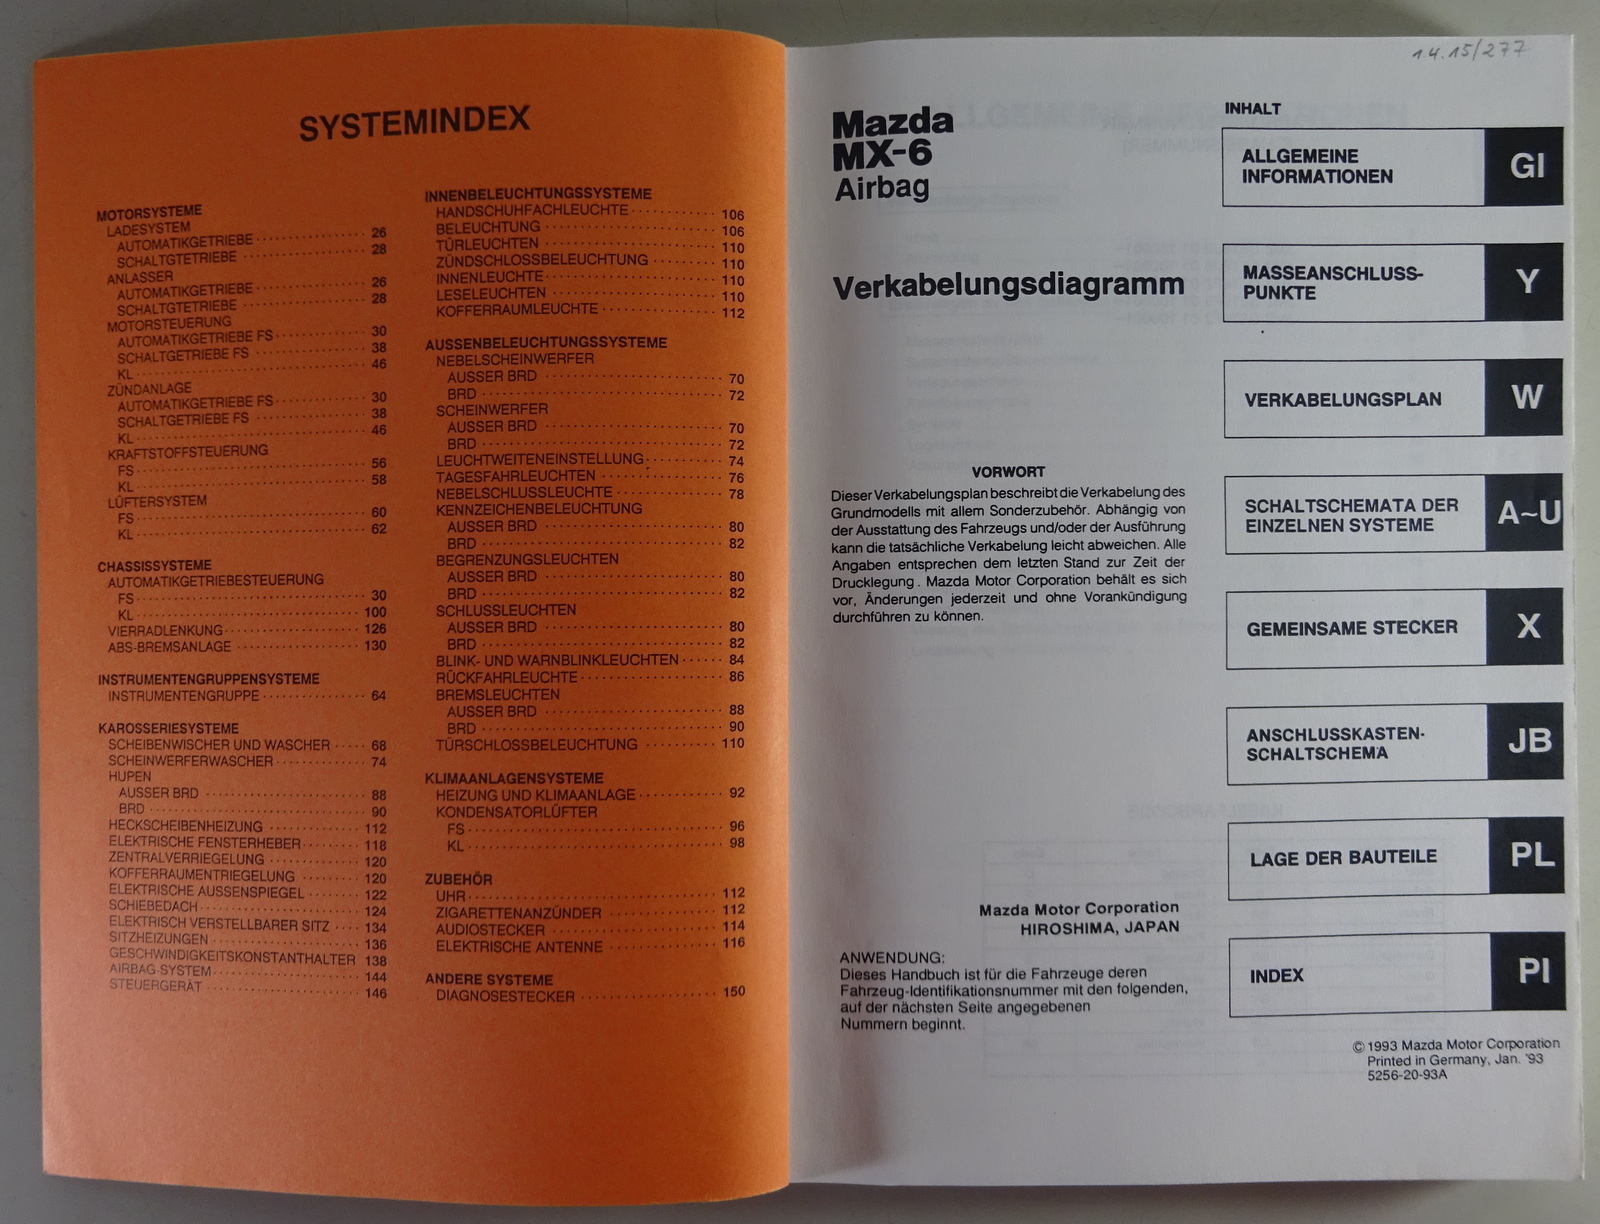 SYSTEMINDEX
MOTORSYSTEME
LADESYSTEM
AUTOMATIKGETRIEBE 26
SCHALTGTETRIEBE 28
ANLASSER
AUTOMATIKGETRIEBE 26
SCHALTGTETRIEBE 28
MOTORSTEUERUNG
AUTOMATIKGETRIEBE FS 30
SCHALTGETRIEBE FS 38
KL 46
ZÜNDANLAGE
AUTOMATIKGETRIEBE FS 30
SCHALTGETRIEBE FS 38
KL 46
KRAFTSTOFFSTEUERUNG
FS 56
KL 58
LÜFTERSYSTEM
FS 60
KL 62
CHASSISSYSTEME
AUTOMATIKGETRIEBESTEUERUNG
FS 30
KL 100
VIERRADLENKUNG 126
ABS-BREMSANLAGE 130
INSTRUMENTENGRUPPENSYSTEME
INSTRUMENTENGRUPPE 64
KAROSSERIESYSTEME
SCHEIBENWISCHER UND WASCHER 68
SCHEINWERFERWASCHER 74
HUPEN
AUSSER BRD 88
BRD 90
HECKSCHEIBENHEIZUNG 112
ELEKTRISCHE FENSTERHEBER 118
ZENTRALVERRIEGELUNG 120
KOFFERRAUMENTRIEGELUNG 120
ELEKTRISCHE AUSSENSPIEGEL 122
SCHIEBEDACH 124
ELEKTRISCH VERSTELLBARER SITZ 134
SITZHEIZUNGEN 136
GESCHWINDIGKEITSKONSTANTHALTER 138
AIRBAG-SYSTEM 144
STEUERGERÄT 146
INNENBELEUCHTUNGSSYSTEME
HANDSCHUHFACHLEUCHTE 106
BELEUCHTUNG 106
TÜRLEUCHTEN 110
ZÜNDSCHLOSSBELEUCHTUNG 110
INNENLEUCHTE 110
LESELEUCHTEN 110
KOFFERRAUMLEUCHTE 112
AUSSENBELEUCHTUNGSSYSTEME
NEBELSCHEINWERFER
AUSSER BRD 70
BRD 72
SCHEINWERFER
AUSSER BRD 70
BRD 72
LEUCHTWEITENEINSTELLUNG 74
TAGESFAHRLEUCHTEN 76
NEBELSCHLUSSLEUCHTE 78
KENNZEICHENBELEUCHTUNG
AUSSER BRD 80
BRD 82
BEGRENZUNGSLEUCHTEN
AUSSER BRD 80
BRD 82
SCHLUSSLEUCHTEN
AUSSER BRD 80
BRD 82
BLINK- UND WARNBLINKLEUCHTEN 84
RÜCKFAHRLEUCHTE 86
BREMSLEUCHTEN
AUSSER BRD 88
BRD 90
TÜRSCHLOSSBELEUCHTUNG 110
KLIMAANLAGENSYSTEME
HEIZUNG UND KLIMAANLAGE 92
KONDENSATORLÜFTER
FS 96
KL 98
ZUBEHÖR
UHR 112
ZIGARETTENANZÜNDER 112
AUDIOSTECKER 114
ELEKTRISCHE ANTENNE 116
ANDERE SYSTEME
DIAGNOSESTECKER 150
1.4.15/277
Mazda
MX-6
Airbag
Verkabelungsdiagramm
VORWORT
Dieser Verkabelungsplan beschreibt die Verkabelung des
Grundmodells mit allem Sonderzubehör. Abhängig von
der Ausstattung des Fahrzeugs und/oder der Ausführung
kann die tatsächliche Verkabelung leicht abweichen. Alle
Angaben entsprechen dem letzten Stand zur Zeit der
Drucklegung. Mazda Motor Corporation behält es sich
vor, Änderungen jederzeit und ohne Vorankündigung
durchführen zu können.
Mazda Motor Corporation
HIROSHIMA, JAPAN
ANWENDUNG:
Dieses Handbuch ist für die Fahrzeuge deren
Fahrzeug-Identifikationsnummer mit den folgenden,
auf der nächsten Seite angegebenen
Nummern beginnt.
INHALT
ALLGEMEINE
INFORMATIONEN
GI
MASSEANSCHLUSS-
PUNKTE
Y
VERKABELUNGSPLAN
W
SCHALTSCHEMATA DER
EINZELNEN SYSTEME
A~U
GEMEINSAME STECKER
X
ANSCHLUSSKASTEN-
SCHALTSCHEMA
JB
LAGE DER BAUTEILE
PL
INDEX
PI
© 1993 Mazda Motor Corporation
Printed in Germany, Jan. '93
5256-20-93A